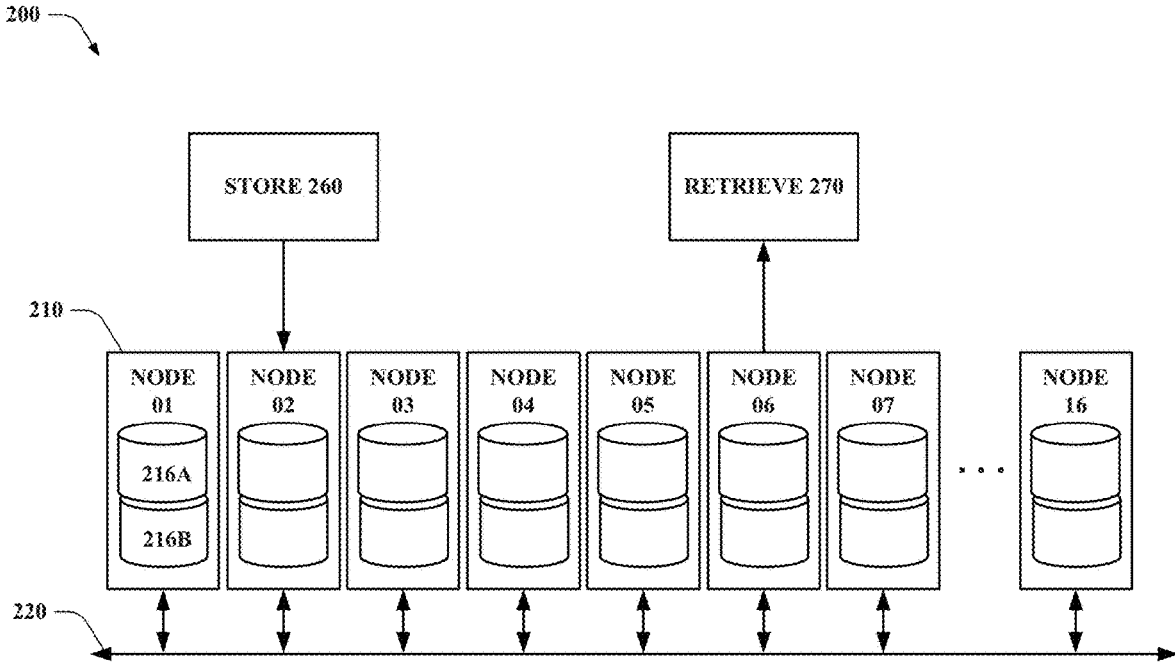 200
STORE 260
RETRIEVE 270
210
NODE
01
NODE
02
NODE
03
NODE
04
NODE
05
NODE
06
NODE
07
NODE
16
216A
216B
. . .
220